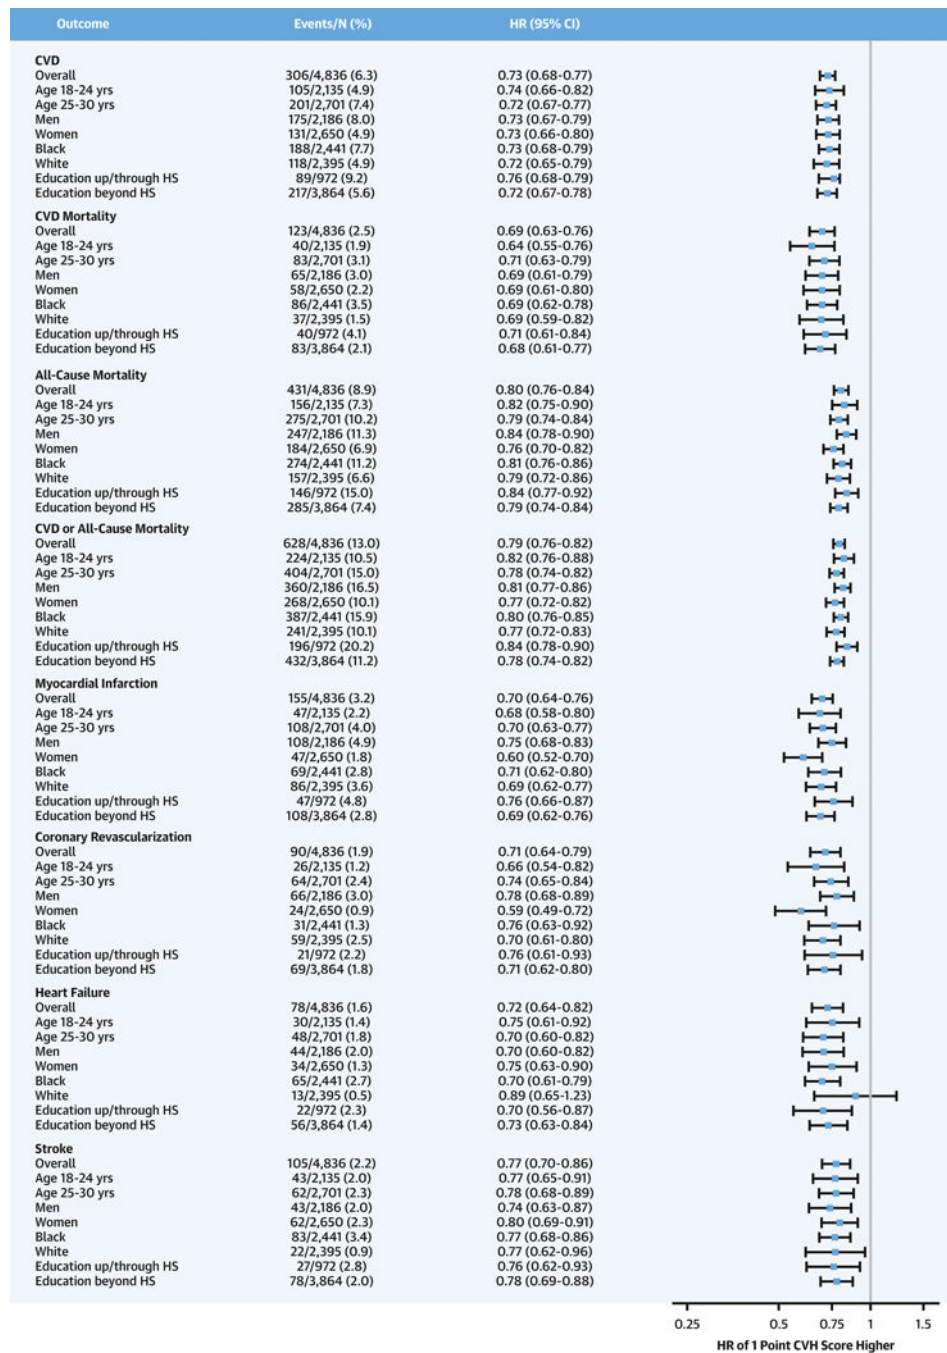 Outcome Events/N (%) HR (95% CI)
CVD
Overall 306/4,836 (6.3) 0.73 (0.68-0.77)
Age 18-24 yrs 105/2,135 (4.9) 0.74 (0.66-0.82)
Age 25-30 yrs 201/2,701 (7.4) 0.72 (0.67-0.77)
Men 175/2,186 (8.0) 0.73 (0.67-0.79)
Women 131/2,650 (4.9) 0.73 (0.66-0.80)
Black 188/2,441 (7.7) 0.73 (0.68-0.79)
White 118/2,395 (4.9) 0.72 (0.65-0.79)
Education up/through HS 89/972 (9.2) 0.76 (0.68-0.79)
Education beyond HS 217/3,864 (5.6) 0.72 (0.67-0.78)
CVD Mortality
Overall 123/4,836 (2.5) 0.69 (0.63-0.76)
Age 18-24 yrs 40/2,135 (1.9) 0.64 (0.55-0.76)
Age 25-30 yrs 83/2,701 (3.1) 0.71 (0.63-0.79)
Men 65/2,186 (3.0) 0.69 (0.61-0.79)
Women 58/2,650 (2.2) 0.69 (0.61-0.80)
Black 86/2,441 (3.5) 0.69 (0.62-0.78)
White 37/2,395 (1.5) 0.69 (0.59-0.82)
Education up/through HS 40/972 (4.1) 0.71 (0.61-0.84)
Education beyond HS 83/3,864 (2.1) 0.68 (0.61-0.77)
All-Cause Mortality
Overall 431/4,836 (8.9) 0.80 (0.76-0.84)
Age 18-24 yrs 156/2,135 (7.3) 0.82 (0.75-0.90)
Age 25-30 yrs 275/2,701 (10.2) 0.79 (0.74-0.84)
Men 247/2,186 (11.3) 0.84 (0.78-0.90)
Women 184/2,650 (6.9) 0.76 (0.70-0.82)
Black 274/2,441 (11.2) 0.81 (0.76-0.86)
White 157/2,395 (6.6) 0.79 (0.72-0.86)
Education up/through HS 146/972 (15.0) 0.84 (0.77-0.92)
Education beyond HS 285/3,864 (7.4) 0.79 (0.74-0.84)
CVD or All-Cause Mortality
Overall 628/4,836 (13.0) 0.79 (0.76-0.82)
Age 18-24 yrs 224/2,135 (10.5) 0.82 (0.76-0.88)
Age 25-30 yrs 404/2,701 (15.0) 0.78 (0.74-0.82)
Men 360/2,186 (16.5) 0.81 (0.77-0.86)
Women 268/2,650 (10.1) 0.77 (0.72-0.82)
Black 387/2,441 (15.9) 0.80 (0.76-0.85)
White 241/2,395 (10.1) 0.77 (0.72-0.83)
Education up/through HS 196/972 (20.2) 0.84 (0.78-0.90)
Education beyond HS 432/3,864 (11.2) 0.78 (0.74-0.82)
Myocardial Infarction
Overall 155/4,836 (3.2) 0.70 (0.64-0.76)
Age 18-24 yrs 47/2,135 (2.2) 0.68 (0.58-0.80)
Age 25-30 yrs 108/2,701 (4.0) 0.70 (0.63-0.77)
Men 108/2,186 (4.9) 0.75 (0.68-0.83)
Women 47/2,650 (1.8) 0.60 (0.52-0.70)
Black 69/2,441 (2.8) 0.71 (0.62-0.80)
White 86/2,395 (3.6) 0.69 (0.62-0.77)
Education up/through HS 47/972 (4.8) 0.76 (0.66-0.87)
Education beyond HS 108/3,864 (2.8) 0.69 (0.62-0.76)
Coronary Revascularization
Overall 90/4,836 (1.9) 0.71 (0.64-0.79)
Age 18-24 yrs 26/2,135 (1.2) 0.66 (0.54-0.82)
Age 25-30 yrs 64/2,701 (2.4) 0.74 (0.65-0.84)
Men 66/2,186 (3.0) 0.78 (0.68-0.89)
Women 24/2,650 (0.9) 0.59 (0.49-0.72)
Black 31/2,441 (1.3) 0.76 (0.63-0.92)
White 59/2,395 (2.5) 0.70 (0.61-0.80)
Education up/through HS 21/972 (2.2) 0.76 (0.61-0.93)
Education beyond HS 69/3,864 (1.8) 0.71 (0.62-0.80)
Heart Failure
Overall 78/4,836 (1.6) 0.72 (0.64-0.82)
Age 18-24 yrs 30/2,135 (1.4) 0.75 (0.61-0.92)
Age 25-30 yrs 48/2,701 (1.8) 0.70 (0.60-0.82)
Men 44/2,186 (2.0) 0.70 (0.60-0.82)
Women 34/2,650 (1.3) 0.75 (0.63-0.90)
Black 65/2,441 (2.7) 0.70 (0.61-0.79)
White 13/2,395 (0.5) 0.89 (0.65-1.23)
Education up/through HS 22/972 (2.3) 0.70 (0.56-0.87)
Education beyond HS 56/3,864 (1.4) 0.73 (0.63-0.84)
Stroke
Overall 105/4,836 (2.2) 0.77 (0.70-0.86)
Age 18-24 yrs 43/2,135 (2.0) 0.77 (0.65-0.91)
Age 25-30 yrs 62/2,701 (2.3) 0.78 (0.68-0.89)
Men 43/2,186 (2.0) 0.74 (0.63-0.87)
Women 62/2,650 (2.3) 0.80 (0.69-0.91)
Black 83/2,441 (3.4) 0.77 (0.68-0.86)
White 22/2,395 (0.9) 0.77 (0.62-0.96)
Education up/through HS 27/972 (2.8) 0.76 (0.62-0.93)
Education beyond HS 78/3,864 (2.0) 0.78 (0.69-0.88)
0.25 0.5 0.75 1 1.5
HR of 1 Point CVH Score Higher